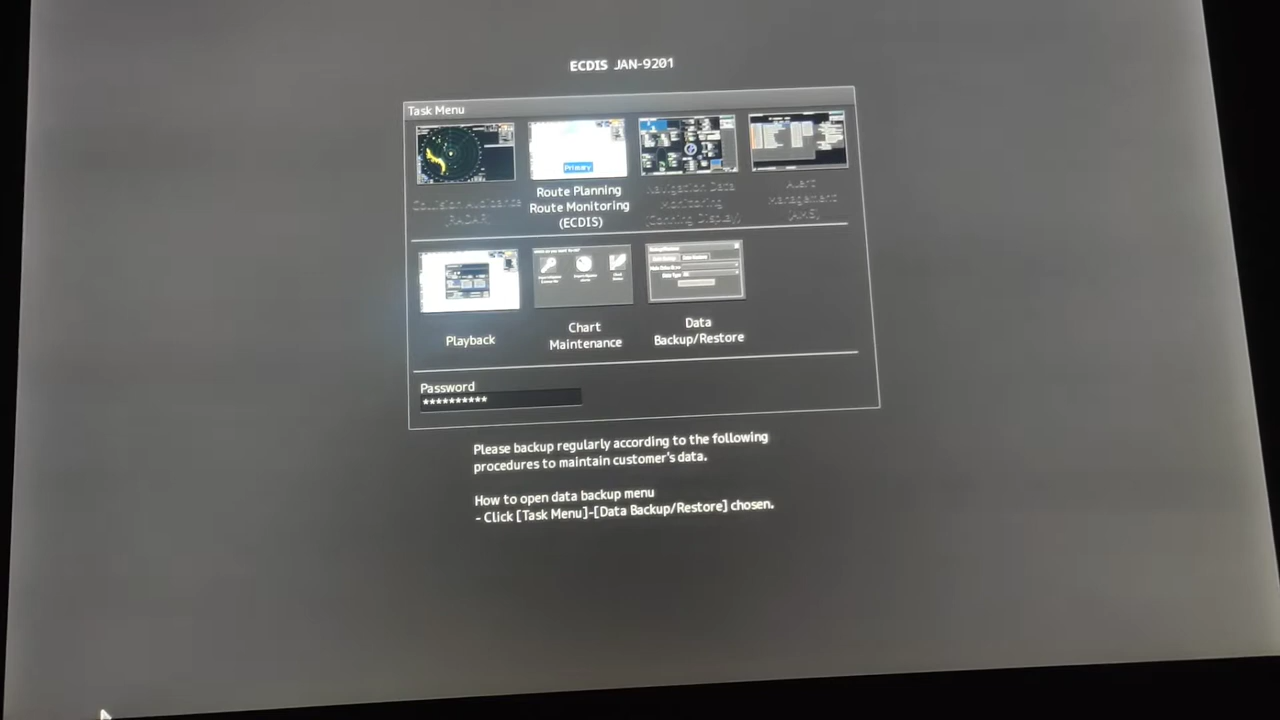 ECDIS JAN-9201
Task Menu
Primary
Collision Avoidance
(RADAR)
Route Planning
Route Monitoring
(ECDIS)
Navigation Data
Monitoring
(Conning Display)
Alert
Management
(AMS)
Playback
Chart
Maintenance
Data
Backup/Restore
Password
**********
Please backup regularly according to the following
procedures to maintain customer's data.
How to open data backup menu
- Click [Task Menu]-[Data Backup/Restore] chosen.